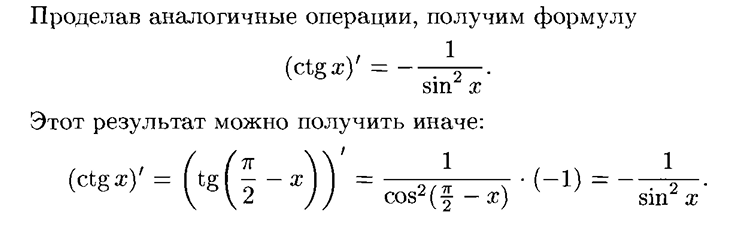 Проделав аналогичные операции, получим формулу
(ctg x)′ = −1/sin² x.
Этот результат можно получить иначе:
(ctg x)′ = (tg(π/2 − x))′ = 1/cos²(π/2 − x) · (−1) = −1/sin² x.